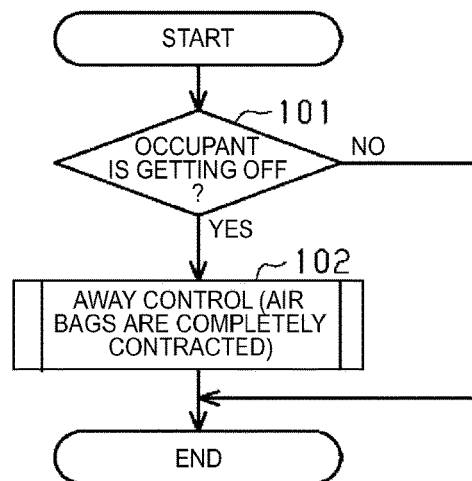 START
101
OCCUPANT
IS GETTING OFF
?
NO
YES
102
AWAY CONTROL (AIR
BAGS ARE COMPLETELY
CONTRACTED)
END